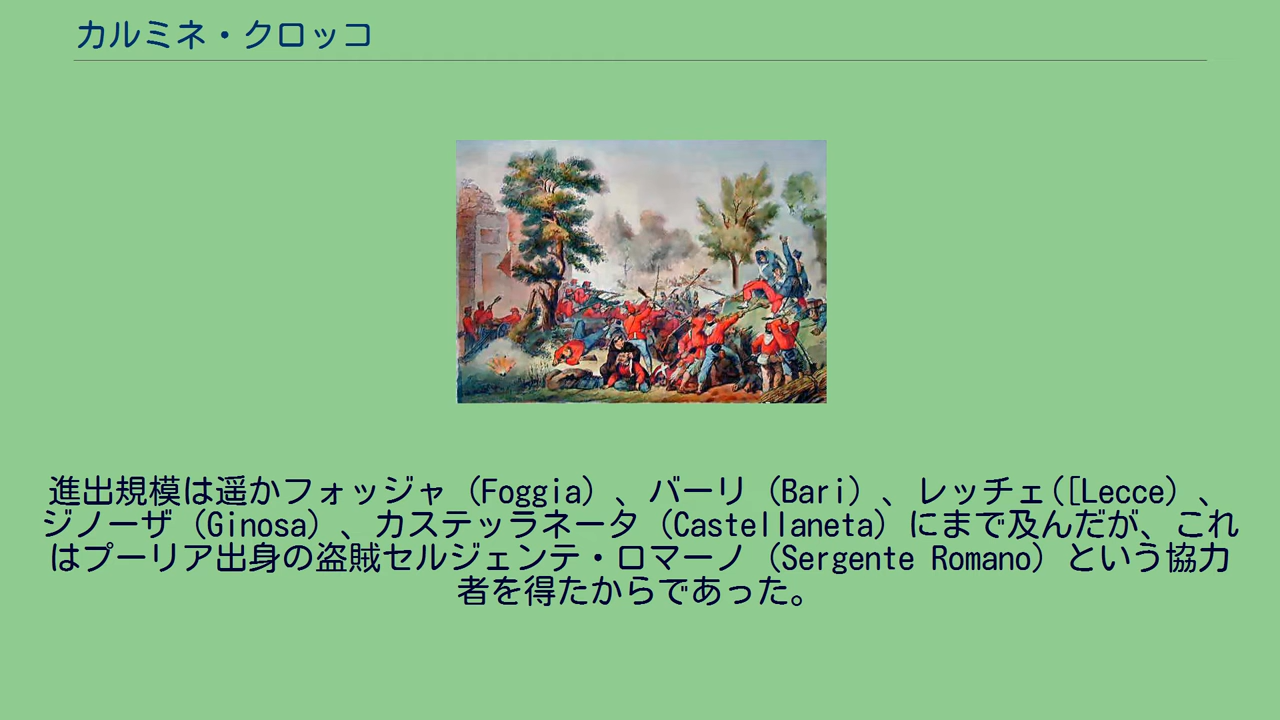 カルミネ・クロッコ
進出規模は遥かフォッジャ（Foggia）、バーリ（Bari）、レッチェ([Lecce）、
ジノーザ（Ginosa）、カステッラネータ（Castellaneta）にまで及んだが、これ
はプーリア出身の盗賊セルジェンテ・ロマーノ（Sergente Romano）という協力
者を得たからであった。